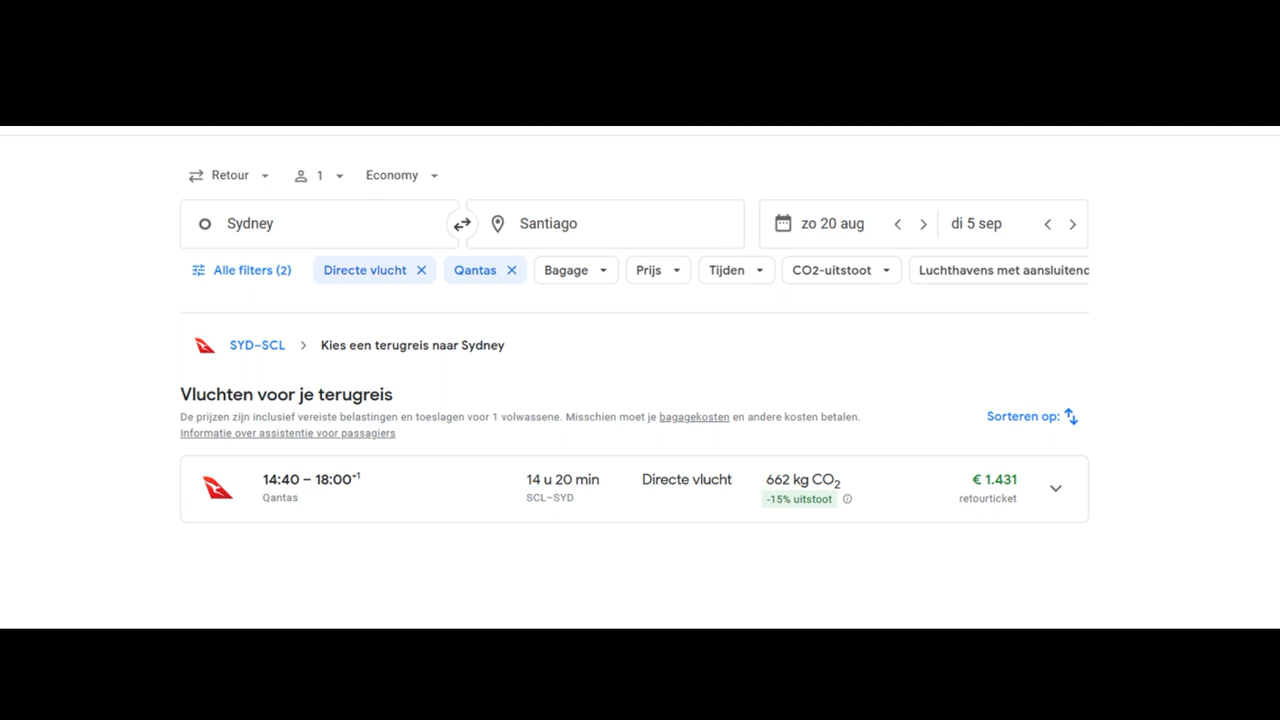 Retour 1 Economy
Sydney Santiago zo 20 aug di 5 sep
Alle filters (2) Directe vlucht Qantas Bagage Prijs Tijden CO2-uitstoot Luchthavens met aansluitenc
SYD–SCL Kies een terugreis naar Sydney
Vluchten voor je terugreis
De prijzen zijn inclusief vereiste belastingen en toeslagen voor 1 volwassene. Misschien moet je bagagekosten en andere kosten betalen.
Sorteren op:
Informatie over assistentie voor passagiers
14:40 – 18:00+1 14 u 20 min Directe vlucht 662 kg CO2 € 1.431
Qantas SCL–SYD -15% uitstoot retourticket